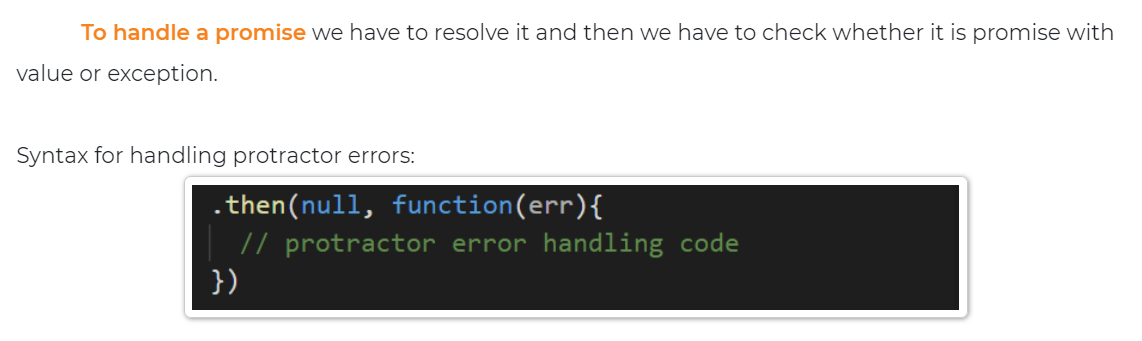 To handle a promise we have to resolve it and then we have to check whether it is promise with
value or exception.
Syntax for handling protractor errors:
.then(null, function(err){
// protractor error handling code
})